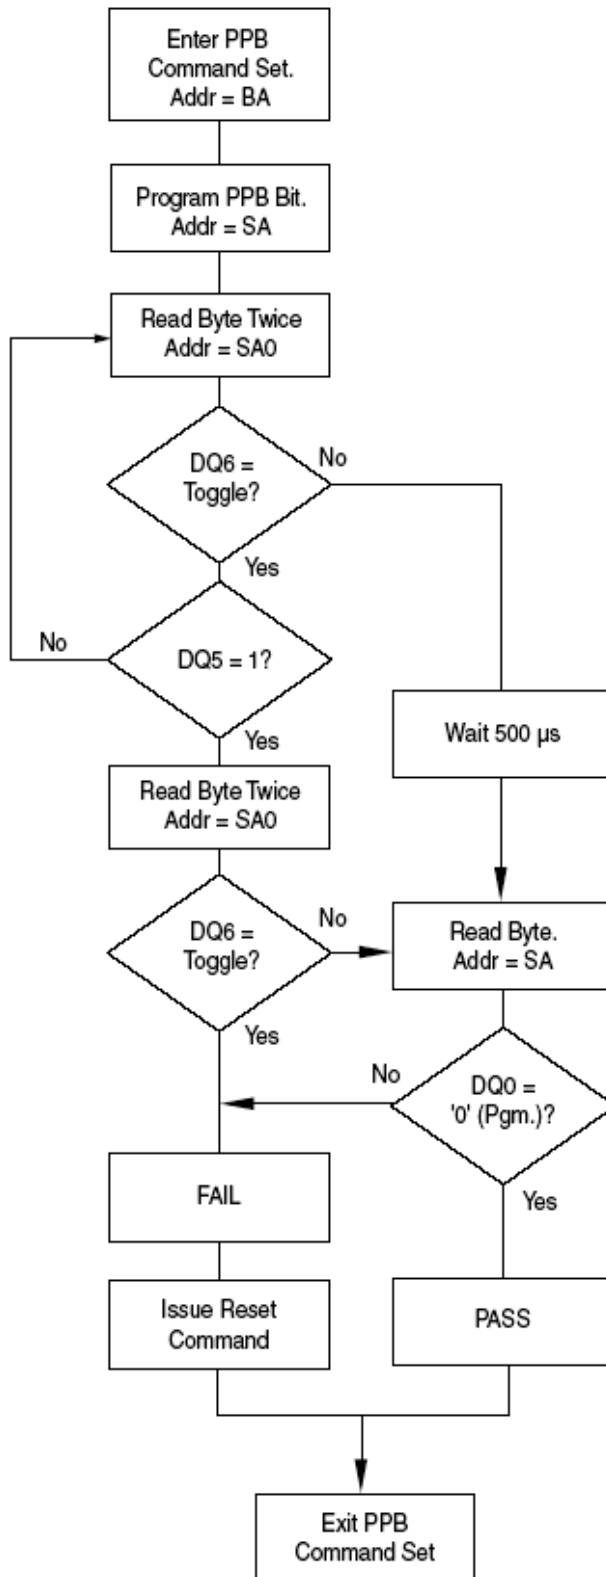 Enter PPB
Command Set.
Addr = BA
Program PPB Bit.
Addr = SA
Read Byte Twice
Addr = SA0
DQ6 =
Toggle?
No
Yes
DQ5 = 1?
No
Yes
Wait 500 µs
Read Byte Twice
Addr = SA0
DQ6 =
Toggle?
No
Yes
Read Byte.
Addr = SA
DQ0 =
'0' (Pgm.)?
No
Yes
FAIL
Issue Reset
Command
PASS
Exit PPB
Command Set